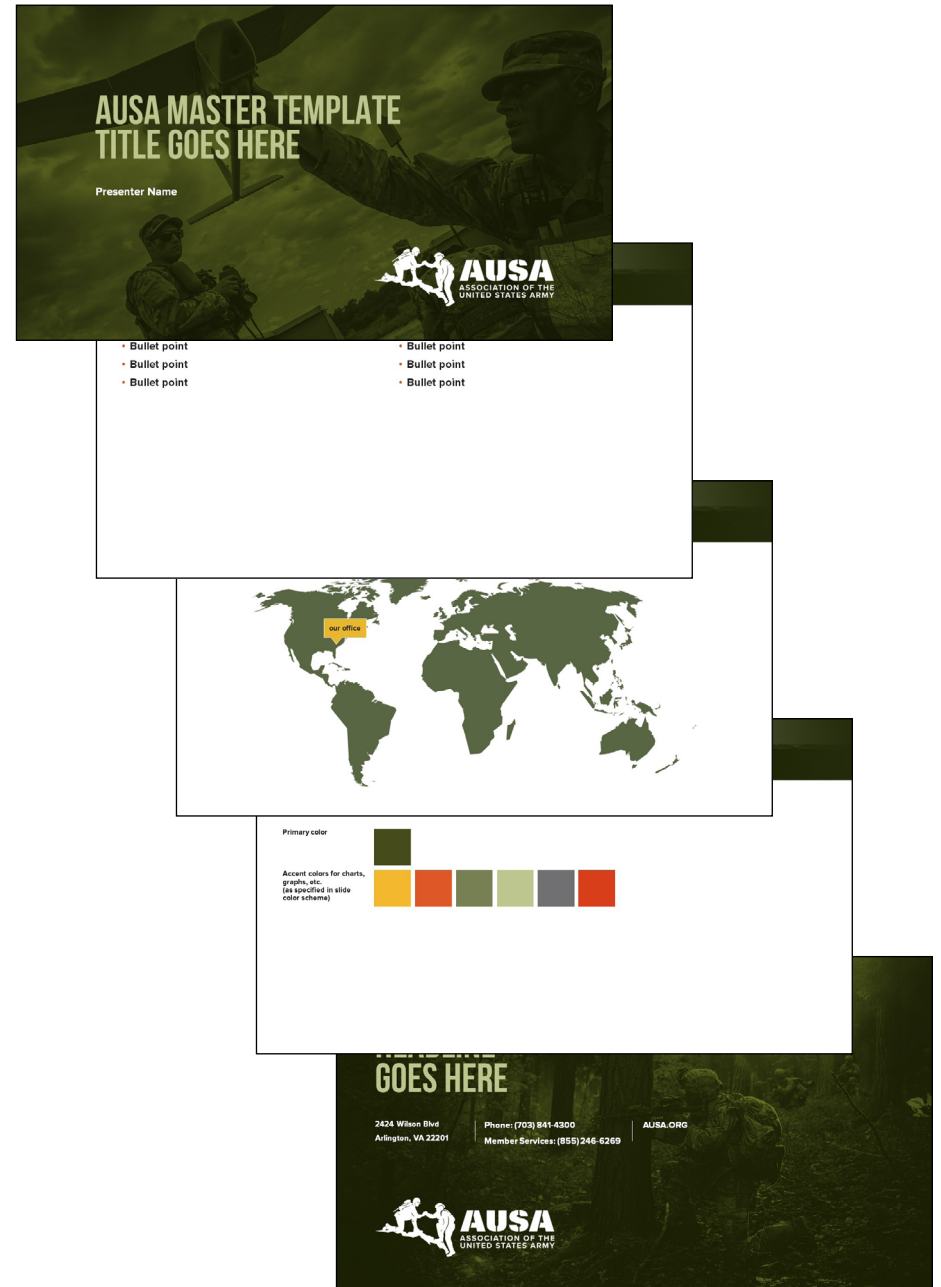 AUSA MASTER TEMPLATE
TITLE GOES HERE
Presenter Name
AUSA
ASSOCIATION OF THE
UNITED STATES ARMY
• Bullet point
• Bullet point
• Bullet point
• Bullet point
• Bullet point
• Bullet point
our office
Primary color
Accent colors for charts,
graphs, etc.
(as specified in slide
color scheme)
HEADLINE
GOES HERE
2424 Wilson Blvd
Arlington, VA 22201
Phone: (703) 841-4300
Member Services: (855) 246-6269
AUSA.ORG
AUSA
ASSOCIATION OF THE
UNITED STATES ARMY